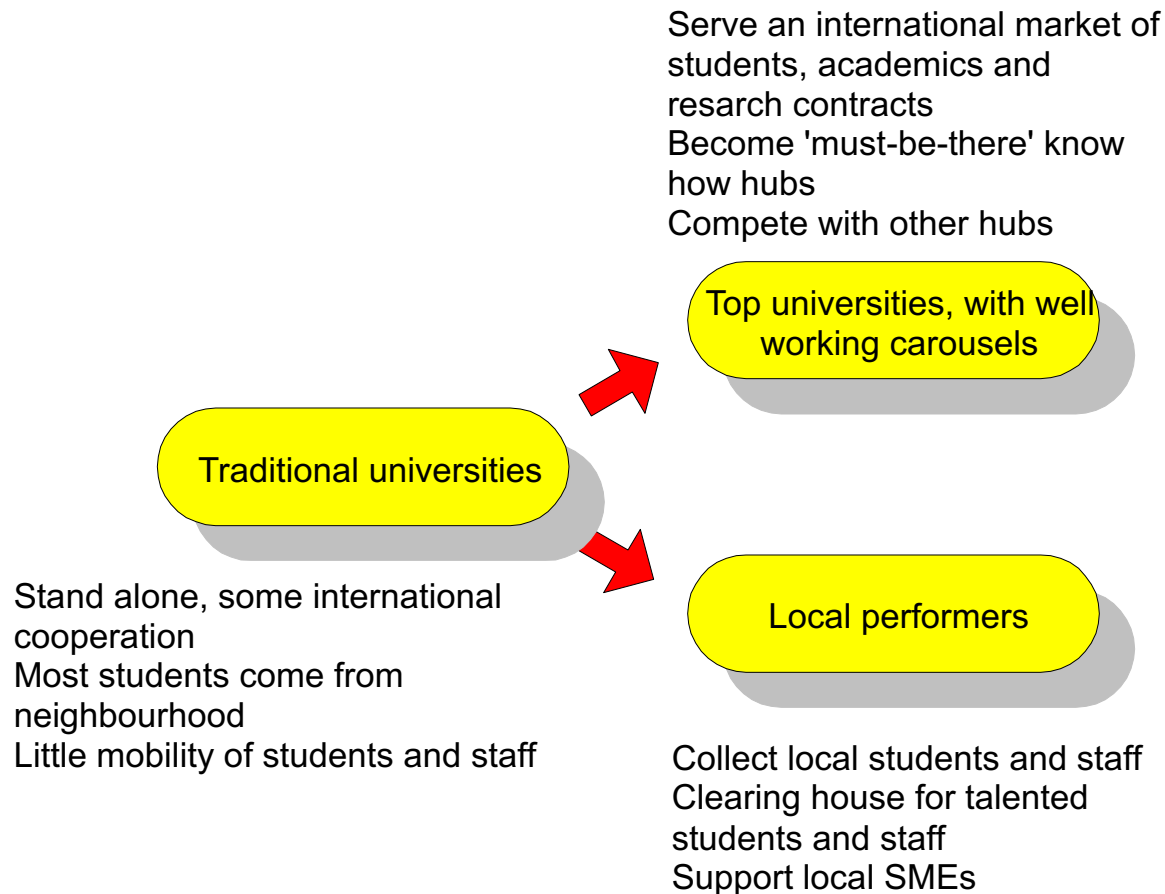 Serve an international market of
students, academics and
resarch contracts
Become 'must-be-there' know
how hubs
Compete with other hubs
Top universities, with well
working carousels
Traditional universities
Stand alone, some international
cooperation
Most students come from
neighbourhood
Little mobility of students and staff
Local performers
Collect local students and staff
Clearing house for talented
students and staff
Support local SMEs